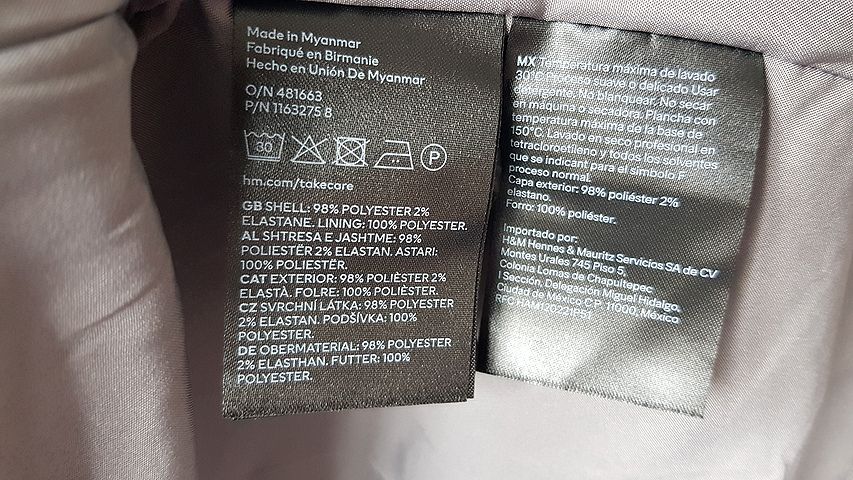 Made in Myanmar
Fabriqué en Birmanie
Hecho en Unión De Myanmar
O/N 481663
P/N 1163275 8
30
P
hm.com/takecare
GB SHELL: 98% POLYESTER 2%
ELASTANE. LINING: 100% POLYESTER.
AL SHTRESA E JASHTME: 98%
POLIESTËR 2% ELASTAN. ASTARI:
100% POLIESTËR.
CAT EXTERIOR: 98% POLIÈSTER 2%
ELASTÀ. FOLRE: 100% POLIÈSTER.
CZ SVRCHNÍ LÁTKA: 98% POLYESTER
2% ELASTAN. PODŠÍVKA: 100%
POLYESTER.
DE OBERMATERIAL: 98% POLYESTER
2% ELASTHAN. FUTTER: 100%
POLYESTER.
MX Temperatura máxima de lavado
30°C Proceso suave o delicado Usar
detergente. No blanquear. No secar
en máquina o secadora. Plancha con
temperatura máxima de la base de
150°C. Lavado en seco profesional en
tetracloroetileno y todos los solventes
que se indicant para el símbolo F
proceso normal.
Capa exterior: 98% poliéster 2%
elastano.
Forro: 100% poliéster.
Importado por:
H&M Hennes & Mauritz Servicios SA de CV
Montes Urales 745 Piso 5,
Colonia Lomas de Chapultepec
I Sección, Delegación Miguel Hidalgo,
Ciudad de México C.P. 11000, México
RFC HAM120221P51